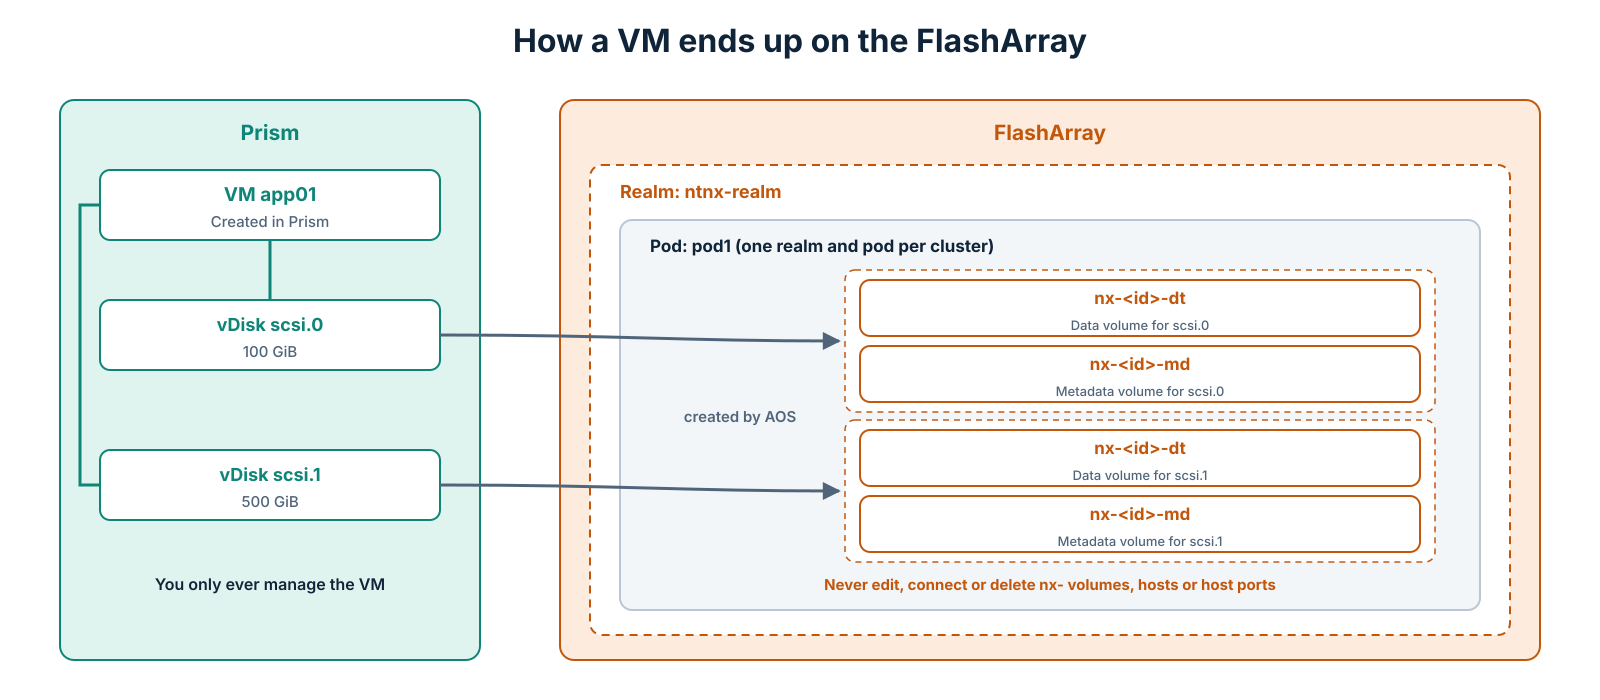 How a VM ends up on the FlashArray
Prism
VM app01
Created in Prism
vDisk scsi.0
100 GiB
vDisk scsi.1
500 GiB
You only ever manage the VM
FlashArray
Realm: ntnx-realm
Pod: pod1 (one realm and pod per cluster)
nx-<id>-dt
Data volume for scsi.0
nx-<id>-md
Metadata volume for scsi.0
created by AOS
nx-<id>-dt
Data volume for scsi.1
nx-<id>-md
Metadata volume for scsi.1
Never edit, connect or delete nx- volumes, hosts or host ports